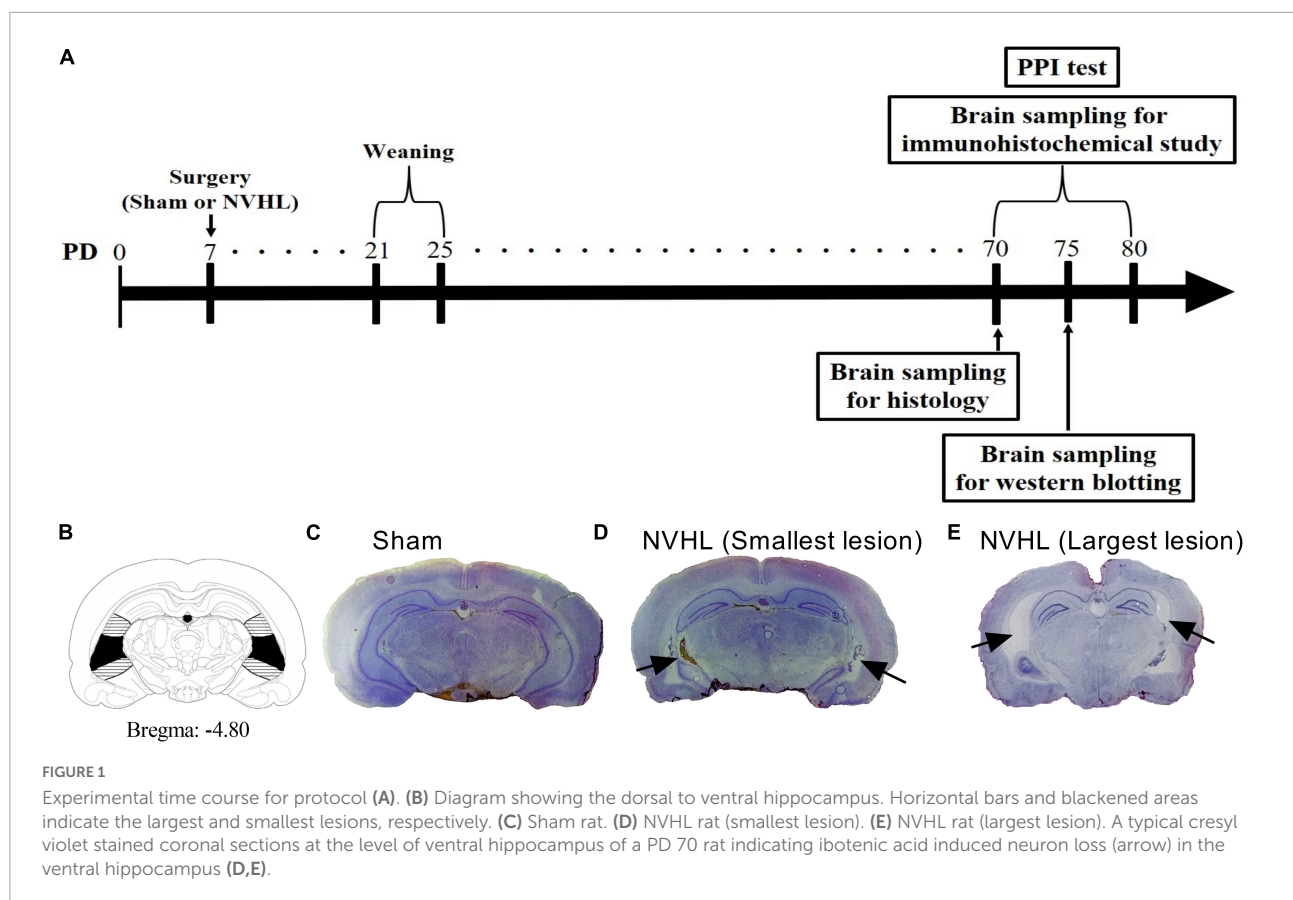 A
PPI test
Brain sampling for
immunohistochemical study
Weaning
Surgery
(Sham or NVHL)
PD 0 7 . . . . . 21 25 . . . . . . . . . . . . . . . . . 70 75 80
Brain sampling
for histology
Brain sampling
for western blotting
B
Bregma: -4.80
C
Sham
D
NVHL (Smallest lesion)
E
NVHL (Largest lesion)
FIGURE 1
Experimental time course for protocol (A). (B) Diagram showing the dorsal to ventral hippocampus. Horizontal bars and blackened areas
indicate the largest and smallest lesions, respectively. (C) Sham rat. (D) NVHL rat (smallest lesion). (E) NVHL rat (largest lesion). A typical cresyl
violet stained coronal sections at the level of ventral hippocampus of a PD 70 rat indicating ibotenic acid induced neuron loss (arrow) in the
ventral hippocampus (D,E).